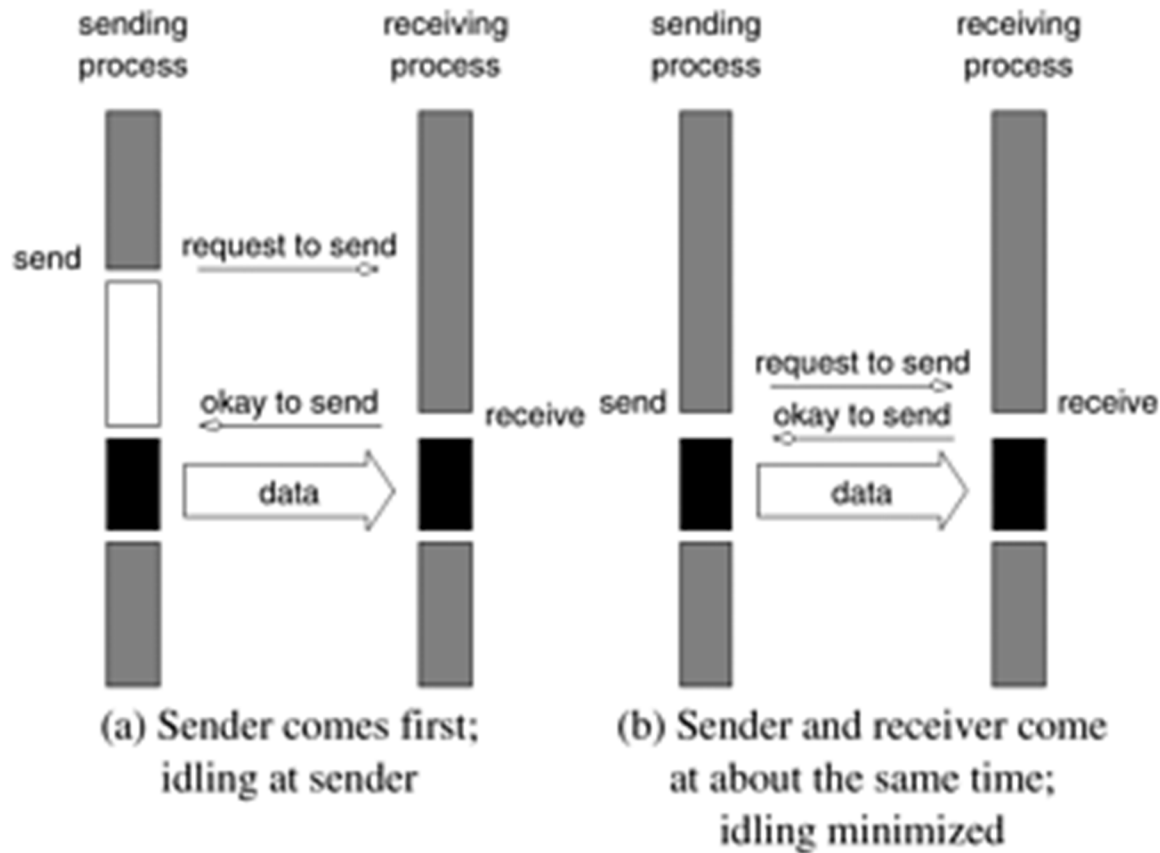 sending
process
receiving
process
send
request to send
okay to send
receive
data
(a) Sender comes first;
idling at sender
sending
process
receiving
process
request to send
send
okay to send
receive
data
(b) Sender and receiver come
at about the same time;
idling minimized